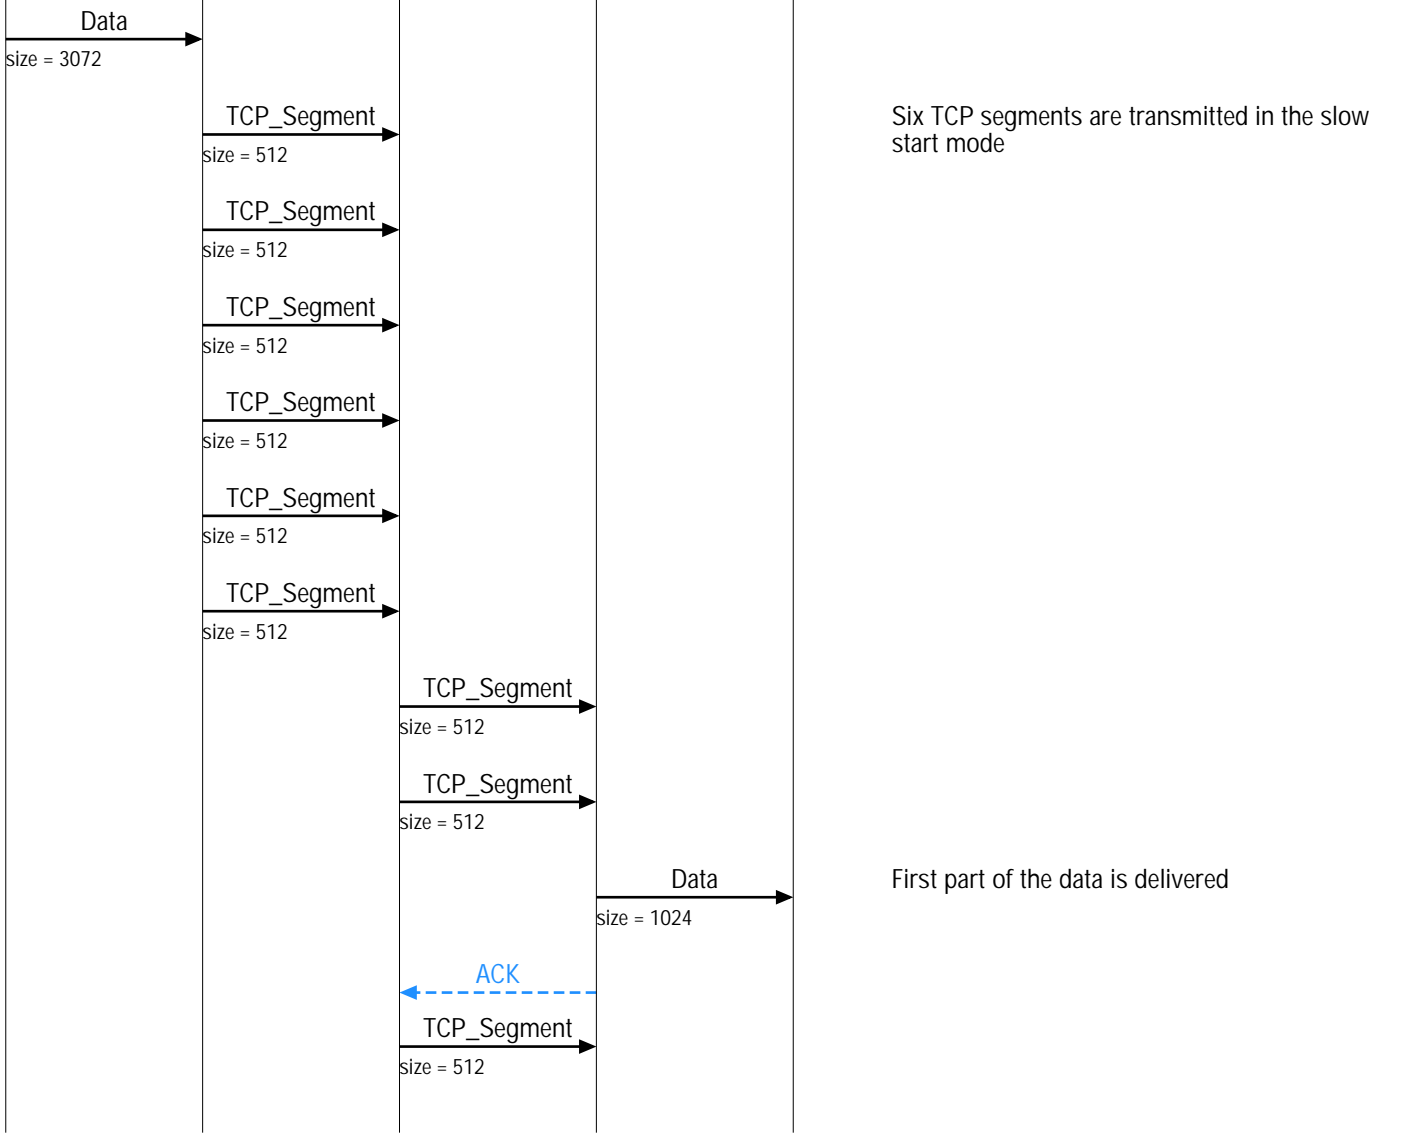 Data
size = 3072
TCP_Segment
size = 512
Six TCP segments are transmitted in the slow
start mode
TCP_Segment
size = 512
TCP_Segment
size = 512
TCP_Segment
size = 512
TCP_Segment
size = 512
TCP_Segment
size = 512
TCP_Segment
size = 512
TCP_Segment
size = 512
Data
size = 1024
First part of the data is delivered
ACK
TCP_Segment
size = 512